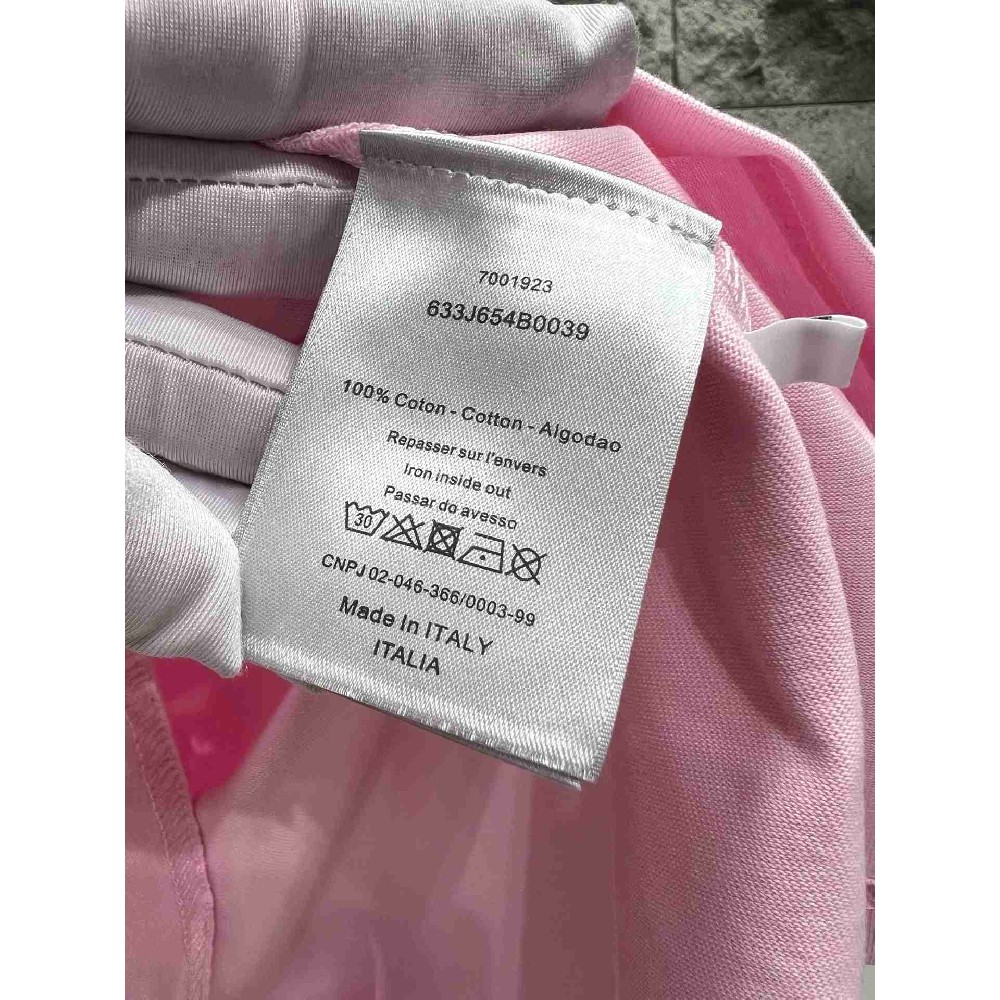 7001923
633J654B0039
100% Coton - Cotton - Algodao
Repasser sur l'envers
Iron inside out
Passar do avesso
30
CNPJ 02-046-366/0003-99
Made in ITALY
ITALIA